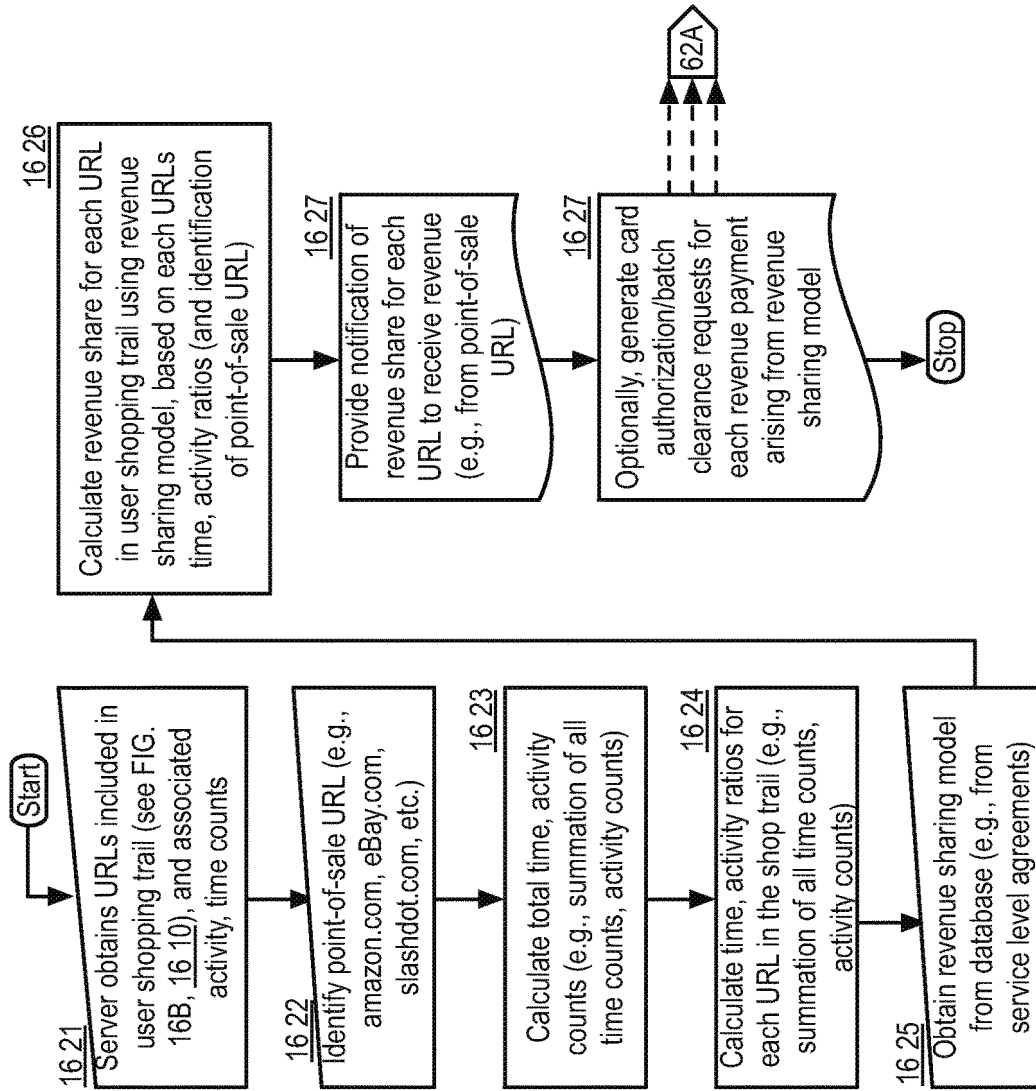 Start
16 21
Server obtains URLs included in
user shopping trail (see FIG.
16B, 16 10), and associated
activity, time counts
16 22
Identify point-of-sale URL (e.g.,
amazon.com, eBay.com,
slashdot.com, etc.)
16 23
Calculate total time, activity
counts (e.g., summation of all
time counts, activity counts)
16 24
Calculate time, activity ratios for
each URL in the shop trail (e.g.,
summation of all time counts,
activity counts)
16 25
Obtain revenue sharing model
from database (e.g., from
service level agreements)
16 26
Calculate revenue share for each URL
in user shopping trail using revenue
sharing model, based on each URLs
time, activity ratios (and identification
of point-of-sale URL)
16 27
Provide notification of
revenue share for each
URL to receive revenue
(e.g., from point-of-sale
URL)
16 27
Optionally, generate card
authorization/batch
clearance requests for
each revenue payment
arising from revenue
sharing model
62A
Stop